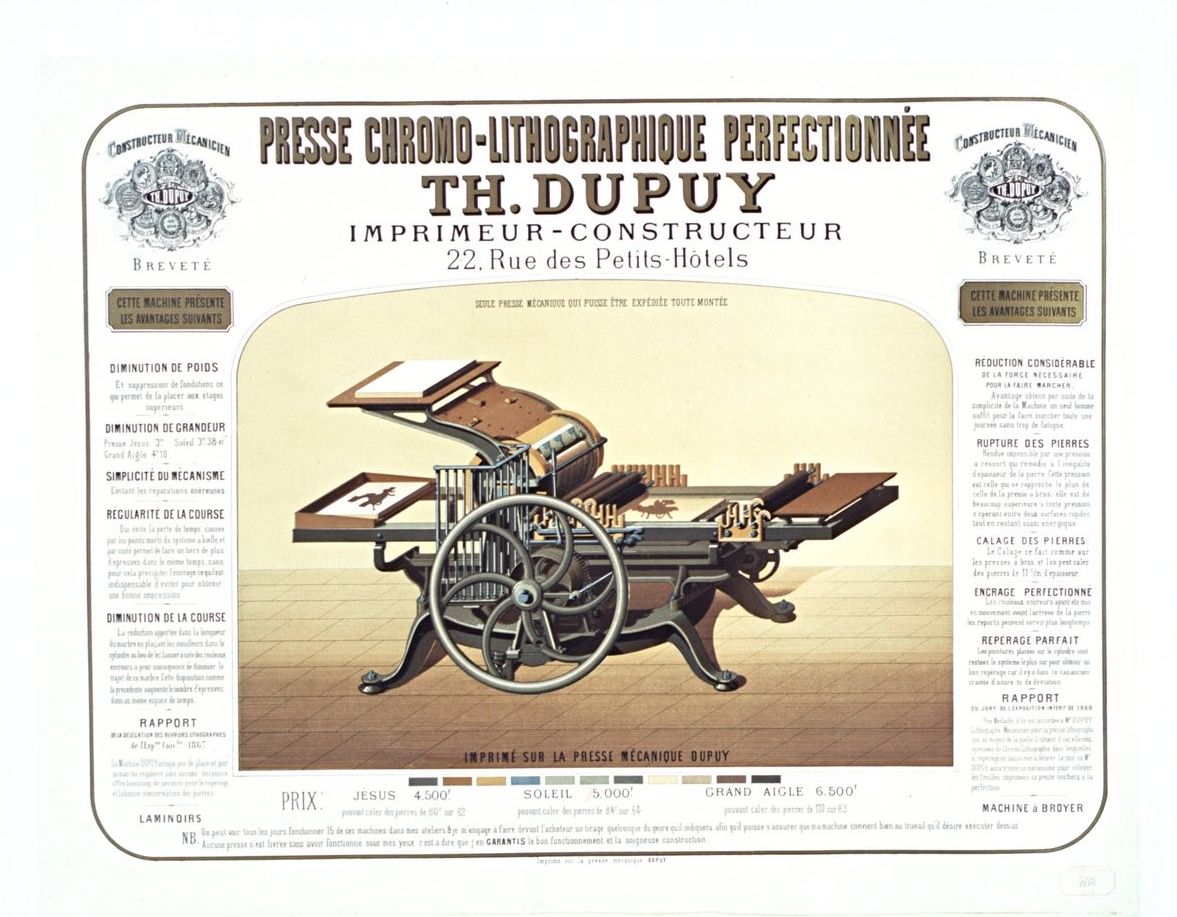 PRESSE CHROMO-LITHOGRAPHIQUE PERFECTIONNÉE
TH. DUPUY
IMPRIMEUR-CONSTRUCTEUR
22, Rue des Petits-Hôtels
CONSTRUCTEUR MÉCANICIEN
TH. DUPUY
BREVETÉ
CETTE MACHINE PRÉSENTE
LES AVANTAGES SUIVANTS
DIMINUTION DE POIDS
Et suppression de fondations ce
qui permet de la placer aux étages
supérieurs.
DIMINUTION DE GRANDEUR
Presse Jésus 3m Soleil 3m38 et
Grand Aigle 4m10
SIMPLICITÉ DU MÉCANISME
Evitant les réparations onéreuses
RÉGULARITÉ DE LA COURSE
Qui évite la perte de temps causée
par les points morts du système a bielle, et
par suite permet de faire un tiers de plus
d'épreuves dans le même temps, sans
pour cela précipiter l'encrage ce qu'il est
indispensable d'éviter pour obtenir
une bonne impression
DIMINUTION DE LA COURSE
La réduction apportée dans la longueur
du marbre en plaçant les mouilleurs dans le
cylindre au lieu de les laisser a côté des rouleaux
encreurs a pour conséquence de diminuer le
trajet de ce marbre Cette disposition comme
la précédente augmente le nombre d'épreuves
dans un même espace de temps.
RAPPORT
DE LA DÉLÉGATION DES OUVRIERS LITHOGRAPHES
de l'Expon Univlle 1867
La Machine DUPUY occupe peu de place et par
sa marche régulière sans aucune secousse
offre beaucoup de sécurité pour le repérage
et la bonne conservation des pierres.
LAMINOIRS
SEULE PRESSE MÉCANIQUE QUI PUISSE ÊTRE EXPÉDIÉE TOUTE MONTÉE
IMPRIMÉ SUR LA PRESSE MÉCANIQUE DUPUY
CONSTRUCTEUR MÉCANICIEN
TH. DUPUY
BREVETÉ
CETTE MACHINE PRÉSENTE
LES AVANTAGES SUIVANTS
RÉDUCTION CONSIDÉRABLE
DE LA FORCE NÉCESSAIRE
POUR LA FAIRE MARCHER.
Avantage obtenu par suite de la
simplicité de la Machine un seul homme
suffit pour la faire marcher toute une
journée sans trop de fatigue
RUPTURE DES PIERRES
Rendue impossible par une pression
a ressort qui remédie a l'inégalité
d'épaisseur de la pierre. Cette pression
est celle qui se rapproche le plus de
celle de la presse a bras; elle est de
beaucoup supérieure a toute pression
s'opérant entre deux surfaces rigides
tout en restant aussi énergique.
CALAGE DES PIERRES
Le Calage se fait comme sur
les presses à bras et l'on peut caler
des pierres de 11 c/m d'épaisseur
ENCRAGE PERFECTIONNÉ
Les rouleaux encreurs ayant été mis
en mouvement avant l'arrivée de la pierre
les reports peuvent servir plus longtemps
REPÉRAGE PARFAIT
Les pointures placées sur le cylindre sont
restées le système le plus sur pour obtenir un
bon repérage car il n'y a dans ce cas aucune
crainte d'usure ni de déviation.
RAPPORT
DU JURY DE L'EXPOSITION INTERle DE 1868
Une Médaille d'Or est accordée à Mr DUPUY
Lithographe, Mécanicien pour sa presse lithographique
au moyen de laquelle il obtient d'excellentes
épreuves de Chromo-Lithographie dans lesquelles
le repérage ne laisse rien a désirer. Le jour ou Mr
DUPUY aura trouvé un mécanisme pour enlever
les feuilles imprimées sa presse touchera à la
perfection
MACHINE à BROYER
PRIX: JÉSUS 4.500f SOLEIL 5.000f GRAND AIGLE 6.500f
pouvant caler des pierres de 80c sur 62 pouvant caler des pierres de 84c sur 64 pouvant caler des pierres de 110 sur 83
NB. On peut voir tous les jours fonctionner 15 de ces machines dans mes ateliers & je m'engage à faire devant l'acheteur un tirage quelconque du genre qu'il indiquera afin qu'il puisse s'assurer que ma machine convient bien au travail qu'il désire exécuter dessus
Aucune presse n'est livrée sans avoir fonctionné sous mes yeux c'est a dire que j'en GARANTIS le bon fonctionnement et la soigneuse construction.
Imprimé sur la presse mécanique DUPUY